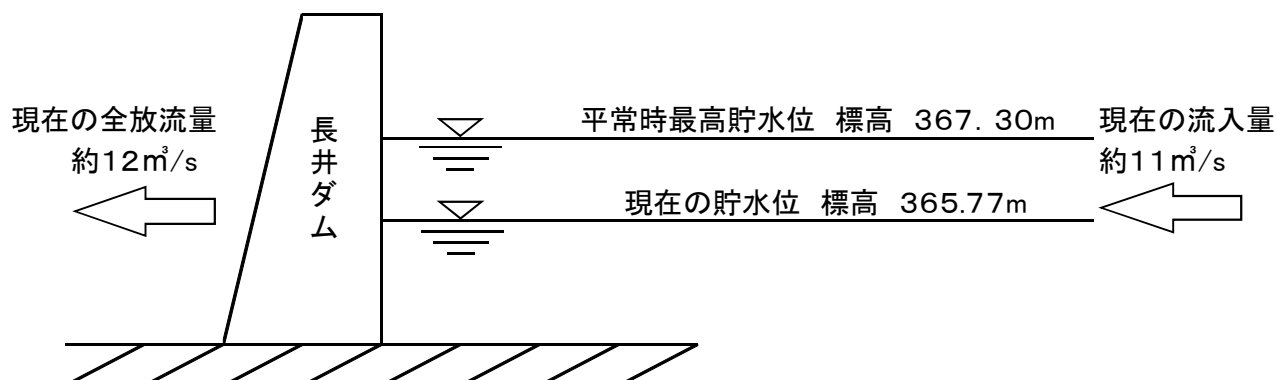 現在の全放流量
約12㎥/s
長井ダム
平常時最高貯水位 標高 367.30m
現在の貯水位 標高 365.77m
現在の流入量
約11㎥/s